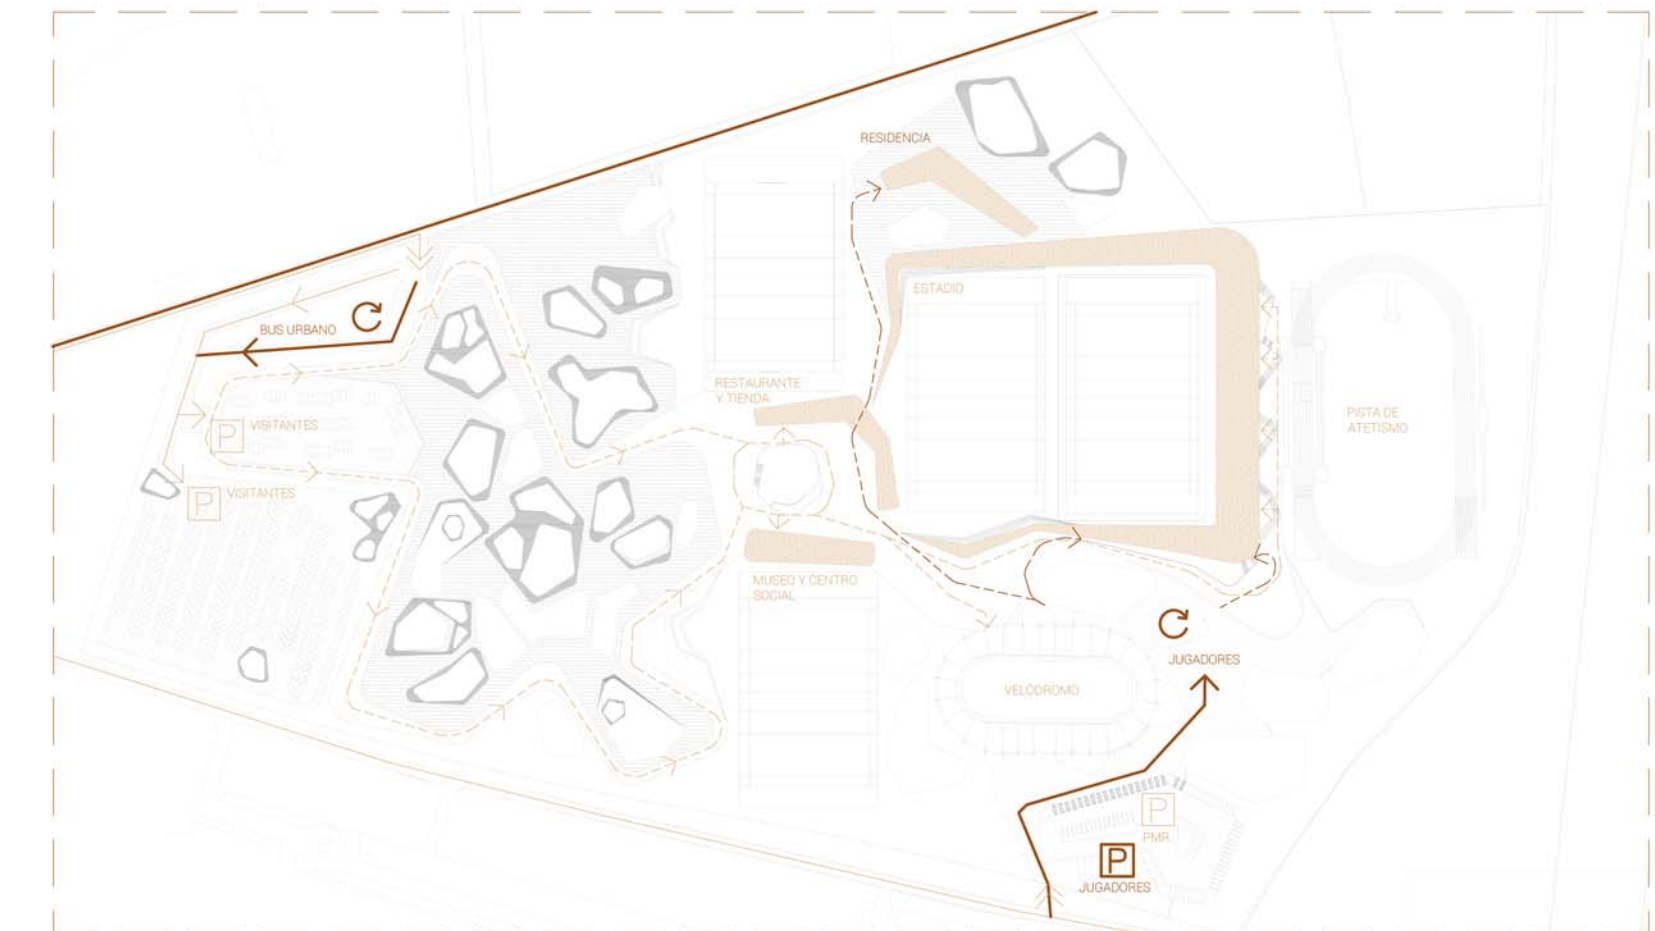 RESIDENCIA
ESTADIO
BUS URBANO
RESTAURANTE
Y TIENDA
PISTA DE
ATETISMO
P
VISITANTES
P
VISITANTES
MUSEO Y CENTRO
SOCIAL
JUGADORES
VELÓDROMO
P
PMR
P
JUGADORES